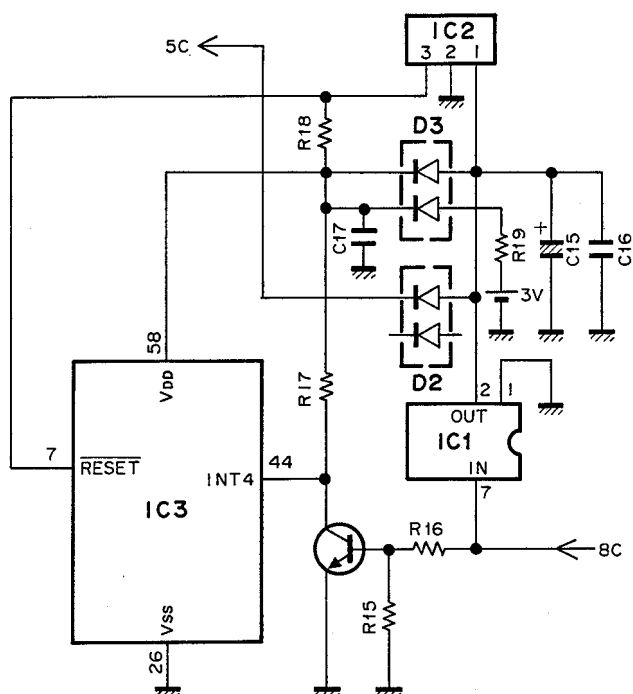 5C
IC2
3 2 1
R18
D3
C17
R19
+
C15
C16
3V
58
VDD
D2
R17
2 1
OUT
IC1
IN
7
7
RESET
44
INT4
IC3
R16
8C
R15
VSS
26